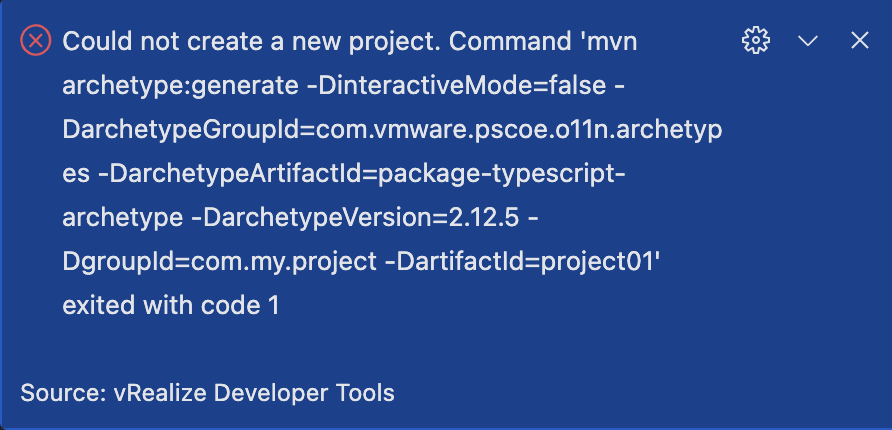 Could not create a new project. Command 'mvn
archetype:generate -DinteractiveMode=false -
DarchetypeGroupId=com.vmware.pscoe.o11n.archetyp
es -DarchetypeArtifactId=package-typescript-
archetype -DarchetypeVersion=2.12.5 -
DgroupId=com.my.project -DartifactId=project01'
exited with code 1
Source: vRealize Developer Tools